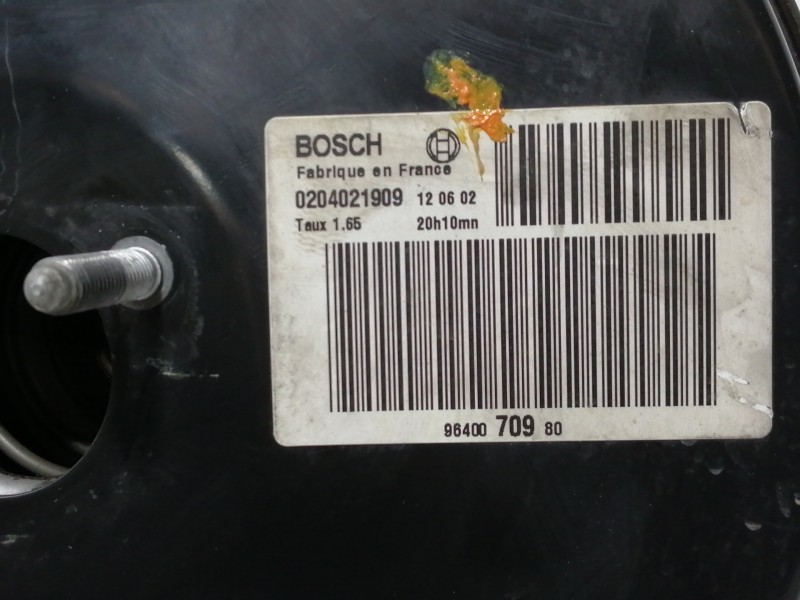 BOSCH
Fabrique en France
0204021909 12 06 02
Taux 1.65 20h10mn
96400 709 80